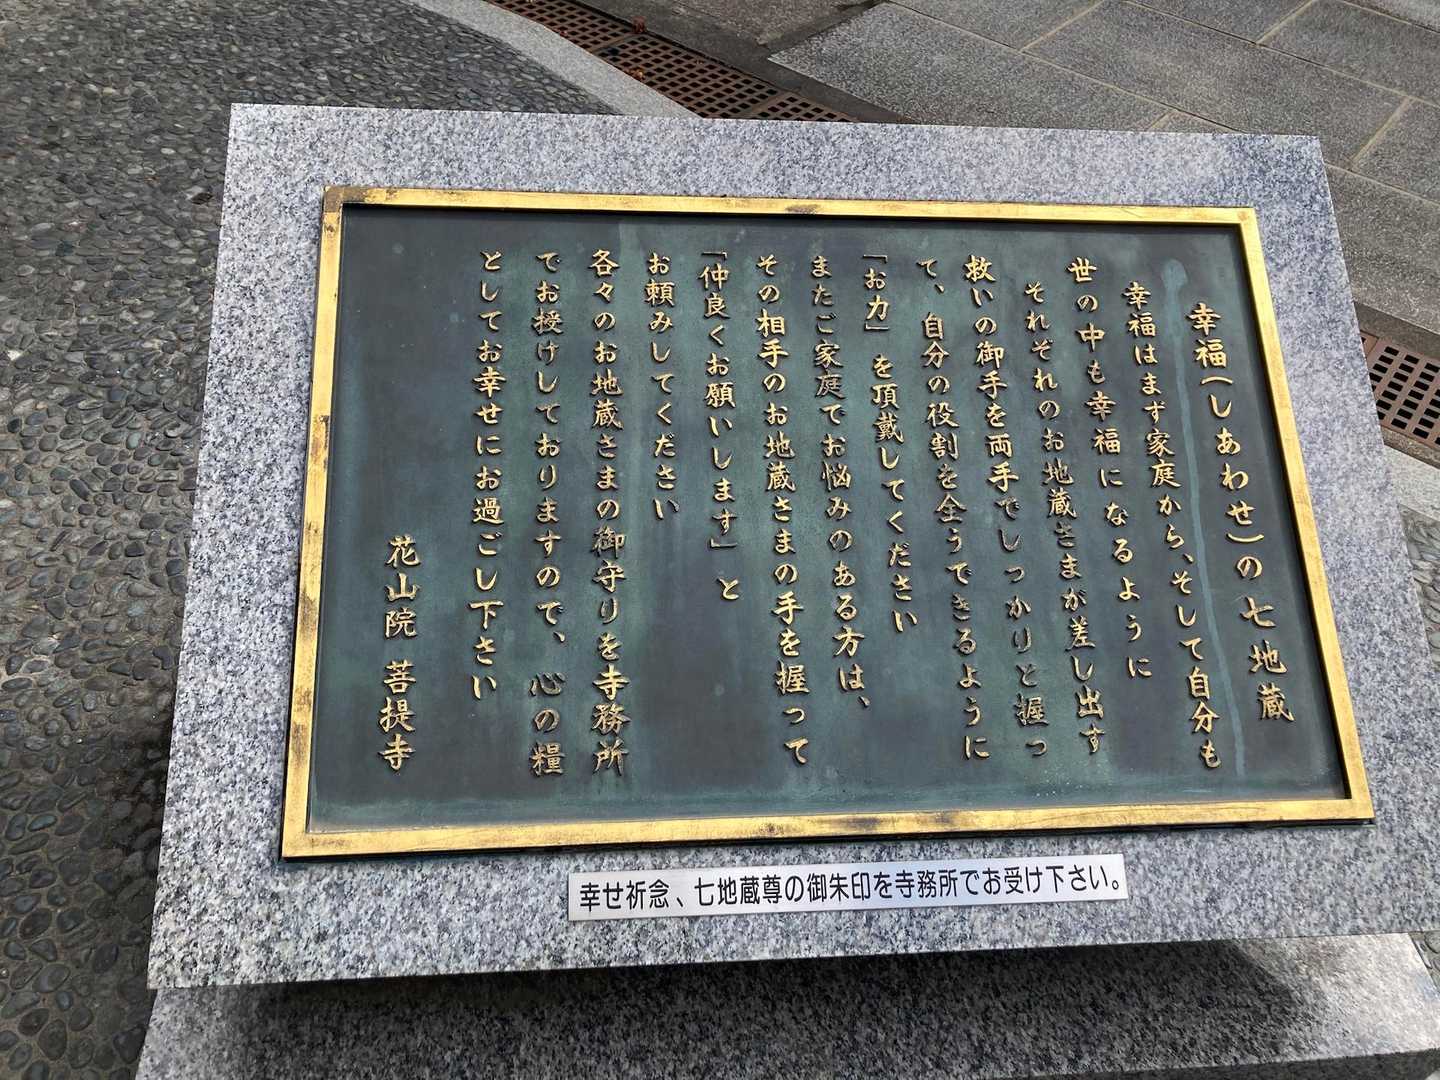 幸福(しあわせ)の七地蔵
幸福はまず家庭から、そして自分も
世の中も幸福になるように
それぞれのお地蔵さまが差し出す
救いの御手を両手でしっかりと握っ
て、自分の役割を全うできるように
「お力」を頂戴してください
またご家庭でお悩みのある方は、
その相手のお地蔵さまの手を握って
「仲良くお願いします」と
お頼みしてください
各々のお地蔵さまの御守りを寺務所
でお授けしておりますので、心の糧
としてお幸せにお過ごし下さい
花山院 菩提寺
幸せ祈念、七地蔵尊の御朱印を寺務所でお受け下さい。